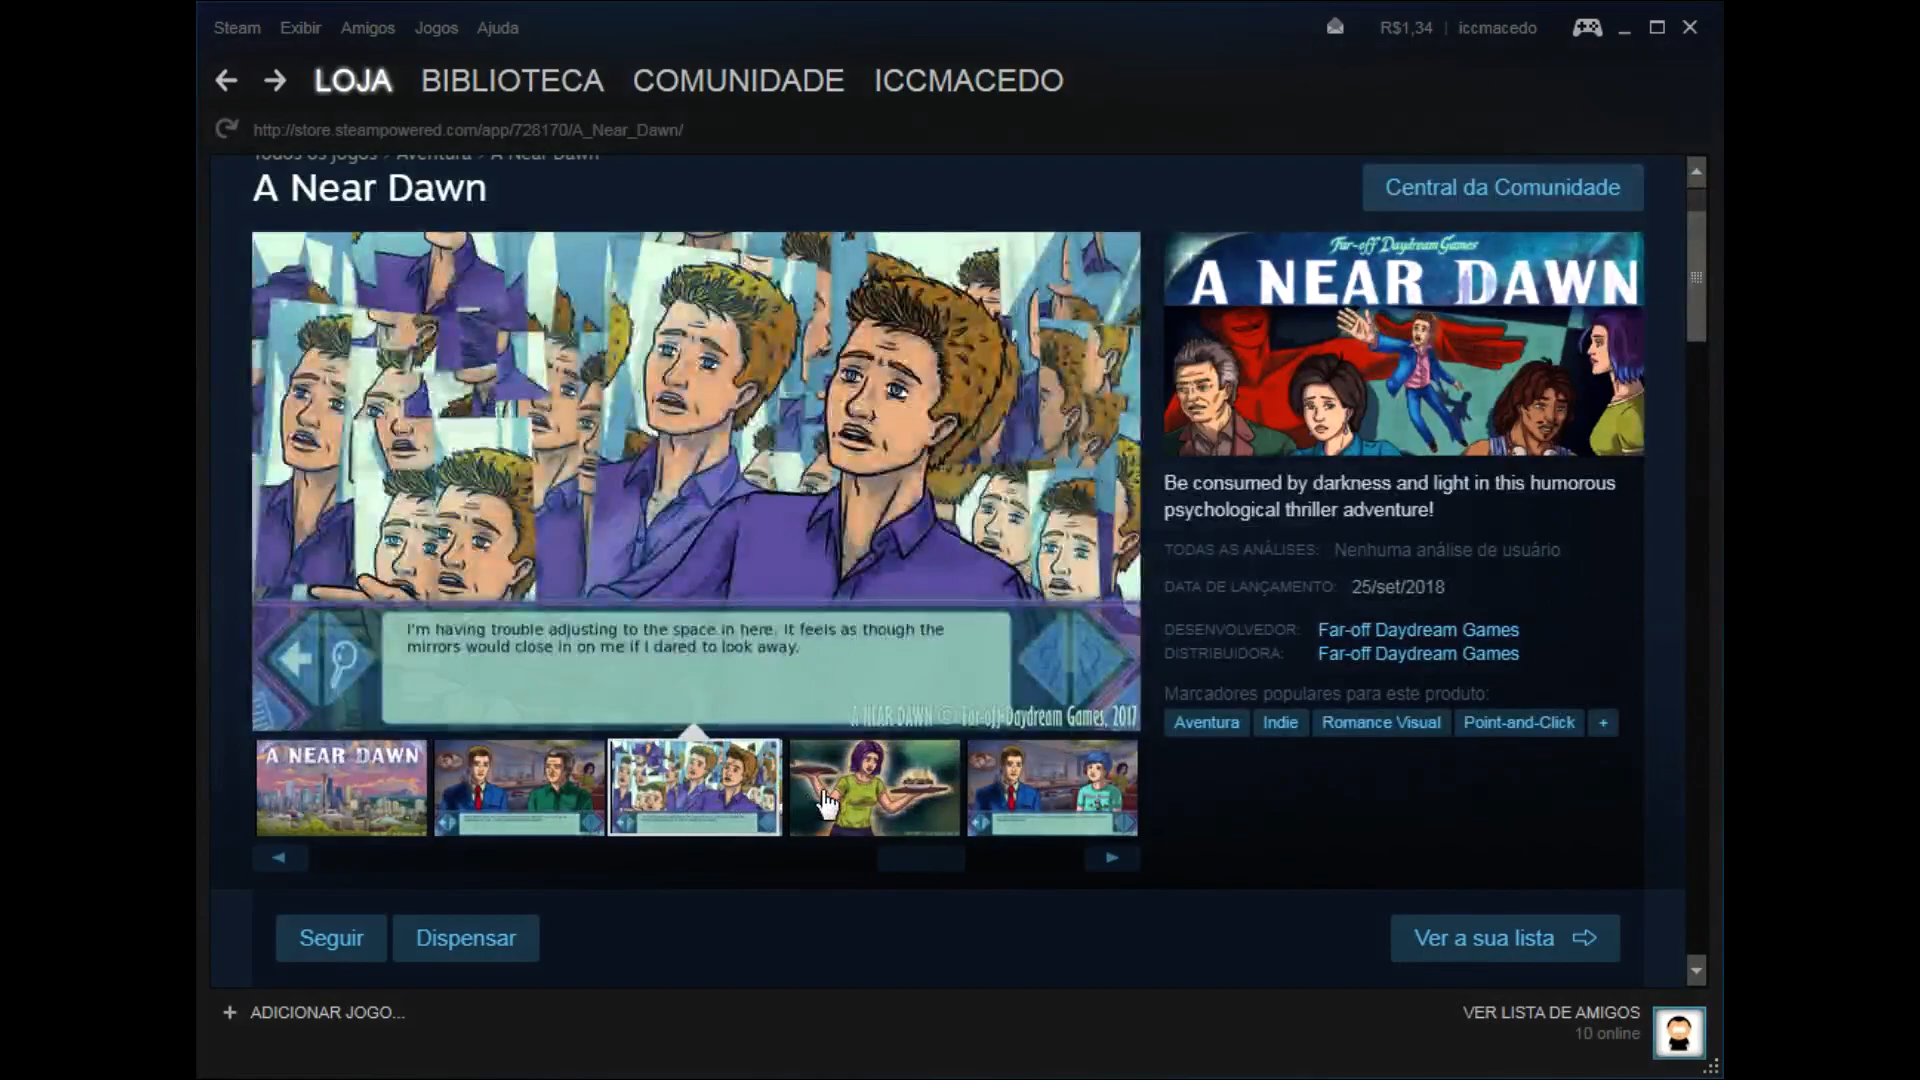 Steam Exibir Amigos Jogos Ajuda
R$1,34 | iccmacedo
LOJA BIBLIOTECA COMUNIDADE ICCMACEDO
http://store.steampowered.com/app/728170/A_Near_Dawn/
Todos os jogos > Aventura > A Near Dawn
A Near Dawn
Central da Comunidade
Far-off Daydream Games
A NEAR DAWN
I'm having trouble adjusting to the space in here. It feels as though the
mirrors would close in on me if I dared to look away.
A NEAR DAWN © Far-off Daydream Games, 2017
Be consumed by darkness and light in this humorous
psychological thriller adventure!
TODAS AS ANÁLISES: Nenhuma análise de usuário
DATA DE LANÇAMENTO: 25/set/2018
DESENVOLVEDOR: Far-off Daydream Games
DISTRIBUIDORA: Far-off Daydream Games
Marcadores populares para este produto:
Aventura Indie Romance Visual Point-and-Click +
A NEAR DAWN
Seguir Dispensar
Ver a sua lista
+ ADICIONAR JOGO...
VER LISTA DE AMIGOS
10 online